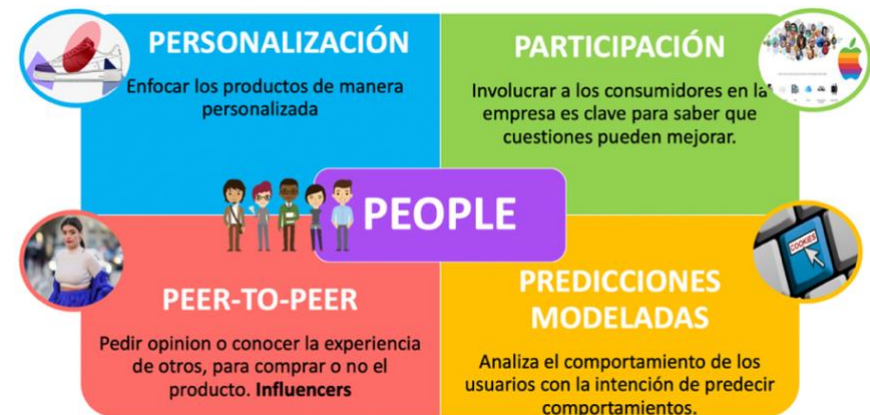 PERSONALIZACIÓN
Enfocar los productos de manera
personalizada
PARTICIPACIÓN
Involucrar a los consumidores en la
empresa es clave para saber que
cuestiones pueden mejorar.
PEOPLE
PEER-TO-PEER
Pedir opinion o conocer la experiencia
de otros, para comprar o no el
producto. Influencers
PREDICCIONES
MODELADAS
Analiza el comportamiento de los
usuarios con la intención de predecir
comportamientos.
COOKIES